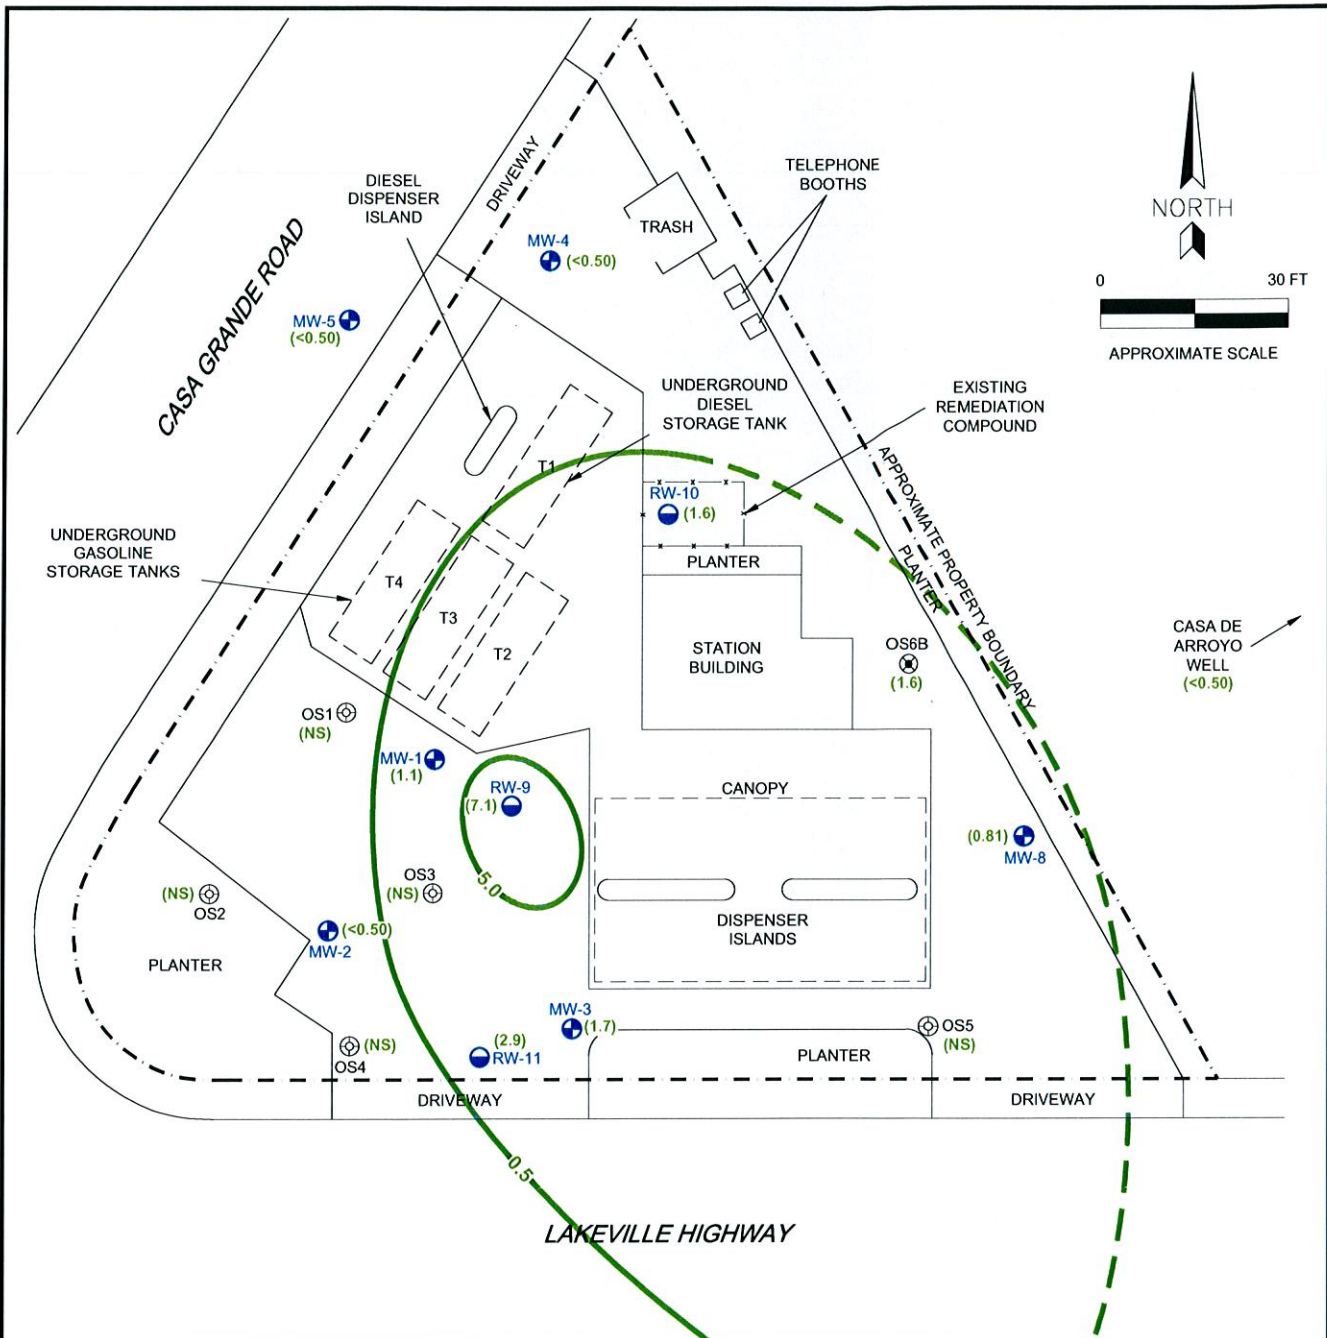 DRIVEWAY
DIESEL
DISPENSER
ISLAND
TELEPHONE
BOOTHS
NORTH
TRASH
CASA GRANDE ROAD
MW-4
(<0.50)
0 30 FT
APPROXIMATE SCALE
MW-5
(<0.50)
UNDERGROUND
DIESEL
STORAGE TANK
EXISTING
REMEDIATION
COMPOUND
T1
APPROXIMATE PROPERTY BOUNDARY
RW-10
(1.6)
UNDERGROUND
GASOLINE
STORAGE TANKS
PLANTER
PLANTER
T4
T3
T2
STATION
BUILDING
OS6B
(1.6)
CASA DE
ARROYO
WELL
(<0.50)
OS1
(NS)
MW-1
(1.1)
RW-9
(7.1)
CANOPY
(0.81)
MW-8
OS3
(NS)
5.0
(NS)
OS2
DISPENSER
ISLANDS
(<0.50)
MW-2
PLANTER
MW-3
(1.7)
OS5
(NS)
(2.9)
RW-11
(NS)
OS4
PLANTER
DRIVEWAY
DRIVEWAY
0.5
LAKEVILLE HIGHWAY